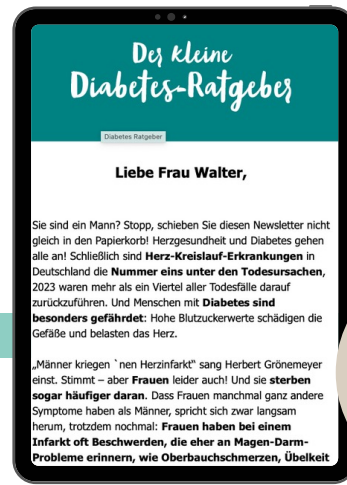 Der kleine
Diabetes-Ratgeber
Diabetes Ratgeber
Liebe Frau Walter,
Sie sind ein Mann? Stopp, schieben Sie diesen Newsletter nicht
gleich in den Papierkorb! Herzgesundheit und Diabetes gehen
alle an! Schließlich sind Herz-Kreislauf-Erkrankungen in
Deutschland die Nummer eins unter den Todesursachen,
2023 waren mehr als ein Viertel aller Todesfälle darauf
zurückzuführen. Und Menschen mit Diabetes sind
besonders gefährdet: Hohe Blutzuckerwerte schädigen die
Gefäße und belasten das Herz.
„Männer kriegen `nen Herzinfarkt“ sang Herbert Grönemeyer
einst. Stimmt – aber Frauen leider auch! Und sie sterben
sogar häufiger daran. Dass Frauen manchmal ganz andere
Symptome haben als Männer, spricht sich zwar langsam
herum, trotzdem nochmal: Frauen haben bei einem
Infarkt oft Beschwerden, die eher an Magen-Darm-
Probleme erinnern, wie Oberbauchschmerzen, Übelkeit